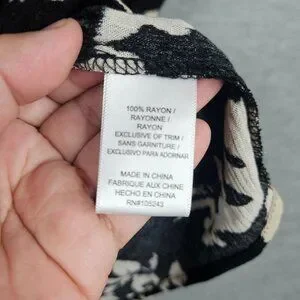 100% RAYON /
RAYONNE /
RAYON
EXCLUSIVE OF TRIM /
SANS GARNITURE /
EXCLUSIVO PARA ADORNAR
MADE IN CHINA
FABRIQUE AUX CHINE
HECHO EN CHINA
RN#105243